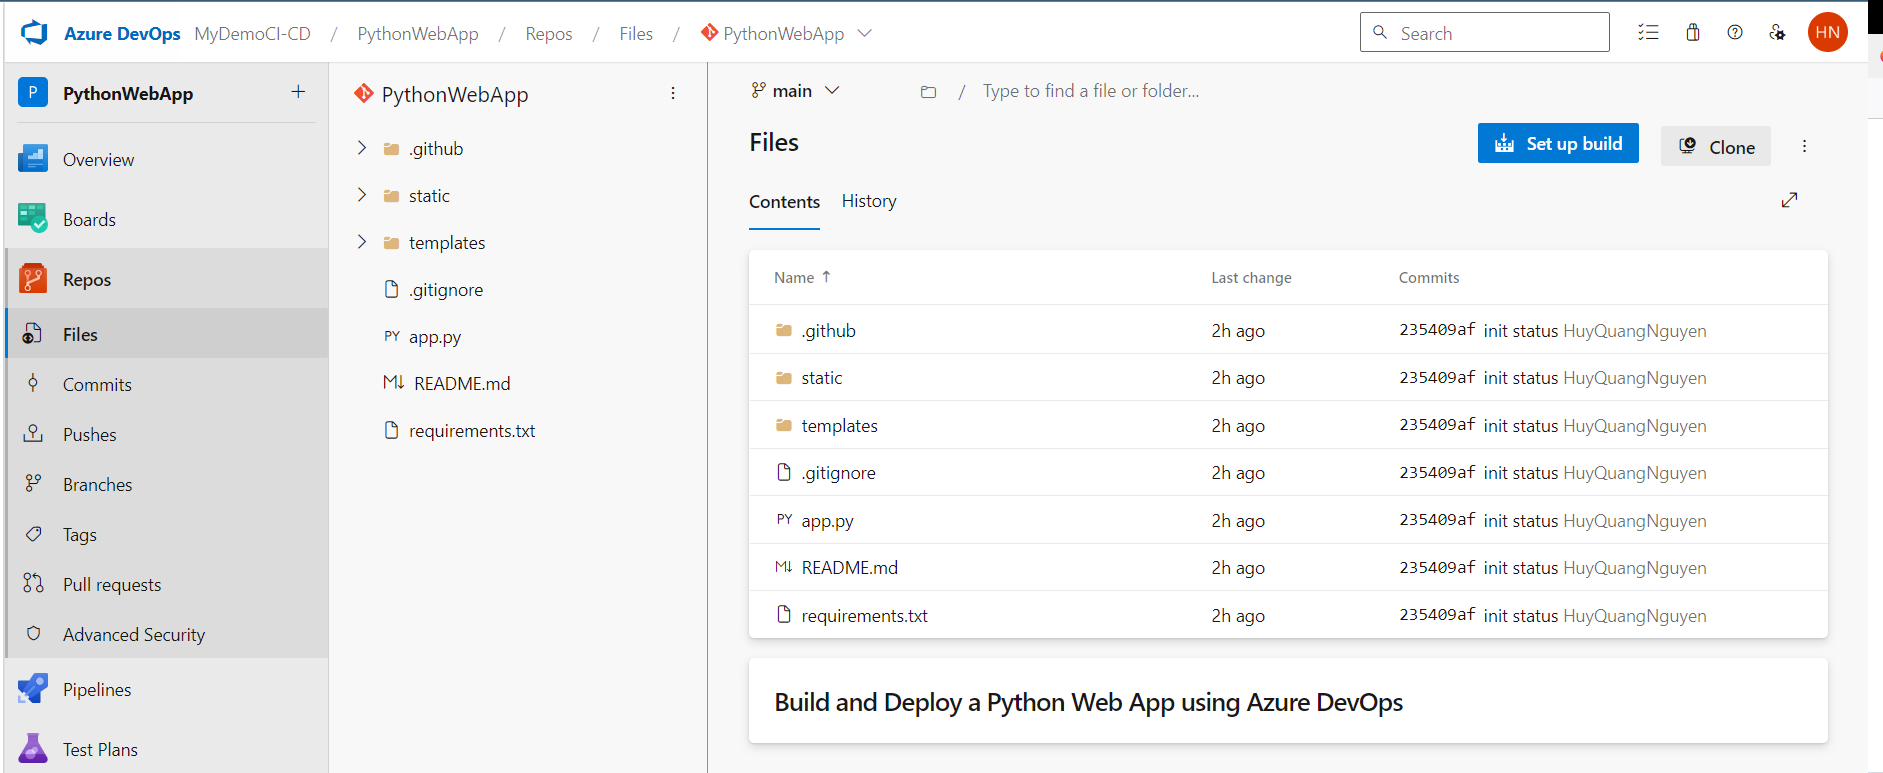 Azure DevOps MyDemoCI-CD / PythonWebApp / Repos / Files / PythonWebApp Search HN
P PythonWebApp +
Overview
Boards
Repos
Files
Commits
Pushes
Branches
Tags
Pull requests
Advanced Security
Pipelines
Test Plans
PythonWebApp
.github
static
templates
.gitignore
PY app.py
M↓ README.md
requirements.txt
main / Type to find a file or folder...
Files Set up build Clone
Contents History
Name ↑ Last change Commits
.github 2h ago 235409af init status HuyQuangNguyen
static 2h ago 235409af init status HuyQuangNguyen
templates 2h ago 235409af init status HuyQuangNguyen
.gitignore 2h ago 235409af init status HuyQuangNguyen
PY app.py 2h ago 235409af init status HuyQuangNguyen
M↓ README.md 2h ago 235409af init status HuyQuangNguyen
requirements.txt 2h ago 235409af init status HuyQuangNguyen
Build and Deploy a Python Web App using Azure DevOps